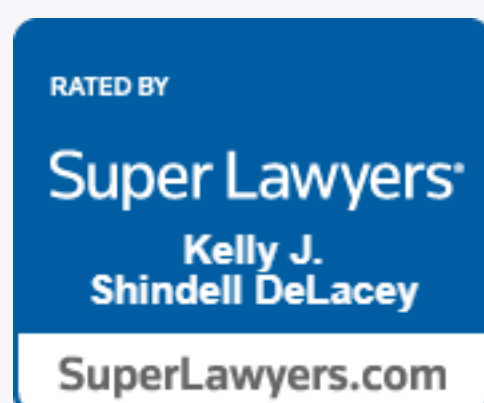 RATED BY
Super Lawyers®
Kelly J.
Shindell DeLacey
SuperLawyers.com